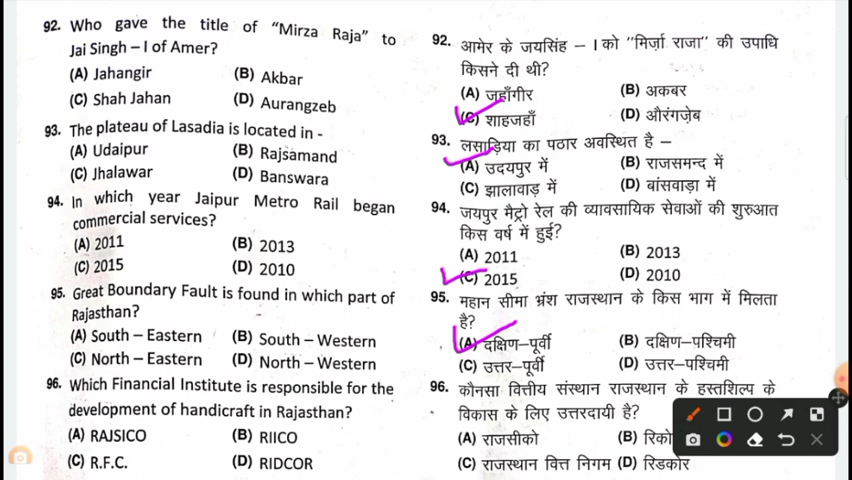 92. Who gave the title of "Mirza Raja" to
Jai Singh – I of Amer?
(A) Jahangir (B) Akbar
(C) Shah Jahan (D) Aurangzeb
93. The plateau of Lasadia is located in -
(A) Udaipur (B) Rajsamand
(C) Jhalawar (D) Banswara
94. In which year Jaipur Metro Rail began
commercial services?
(A) 2011 (B) 2013
(C) 2015 (D) 2010
95. Great Boundary Fault is found in which part of
Rajasthan?
(A) South – Eastern (B) South – Western
(C) North – Eastern (D) North – Western
96. Which Financial Institute is responsible for the
development of handicraft in Rajasthan?
(A) RAJSICO (B) RIICO
(C) R.F.C. (D) RIDCOR
92. आमेर के जयसिंह – I को "मिर्ज़ा राजा" की उपाधि
किसने दी थी?
(A) जहाँगीर (B) अकबर
(C) शाहजहाँ (D) औरंगज़ेब
93. लसाड़िया का पठार अवस्थित है –
(A) उदयपुर में (B) राजसमन्द में
(C) झालावाड़ में (D) बांसवाड़ा में
94. जयपुर मैट्रो रेल की व्यावसायिक सेवाओं की शुरुआत
किस वर्ष में हुई?
(A) 2011 (B) 2013
(C) 2015 (D) 2010
95. महान सीमा भ्रंश राजस्थान के किस भाग में मिलता
है?
(A) दक्षिण–पूर्वी (B) दक्षिण–पश्चिमी
(C) उत्तर–पूर्वी (D) उत्तर–पश्चिमी
96. कौनसा वित्तीय संस्थान राजस्थान के हस्तशिल्प के
विकास के लिए उत्तरदायी है?
(A) राजसीको (B)
(C) राजस्थान वित्त निगम (D) रिडकोर